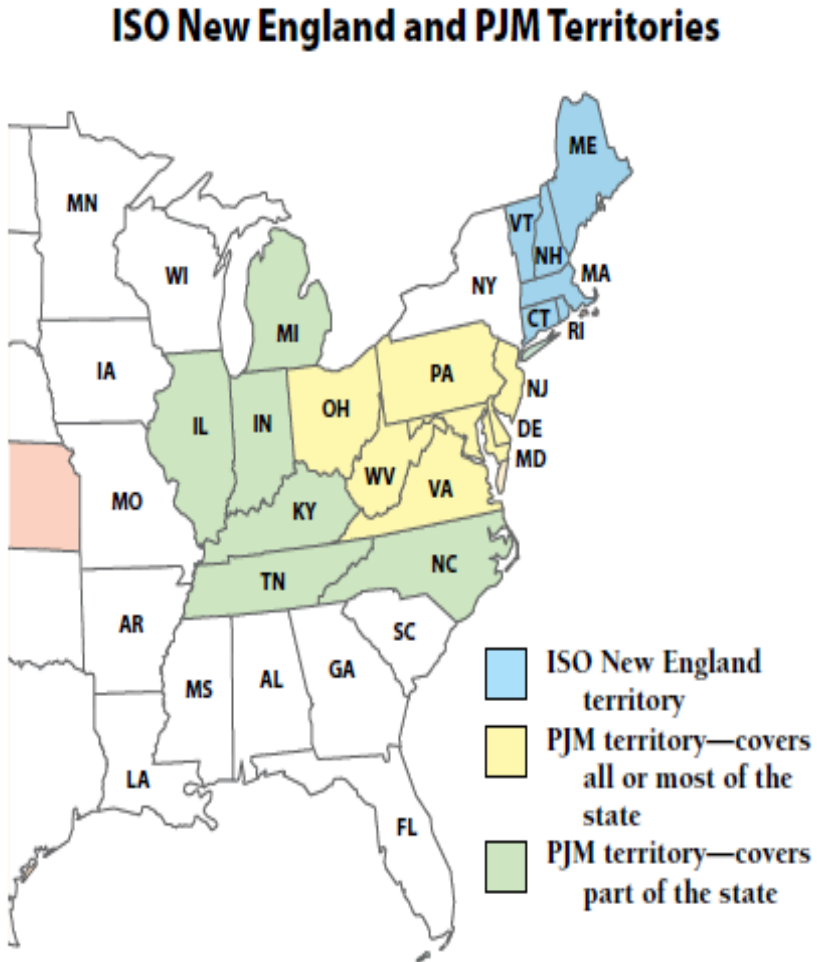 ISO New England and PJM Territories
ME
MN
VT
NH
WI
NY
MA
CT
RI
MI
IA
PA
NJ
OH
IL
IN
DE
MD
WV
VA
MO
KY
NC
TN
AR
SC
GA
AL
MS
LA
FL
ISO New England
territory
PJM territory—covers
all or most of the
state
PJM territory—covers
part of the state